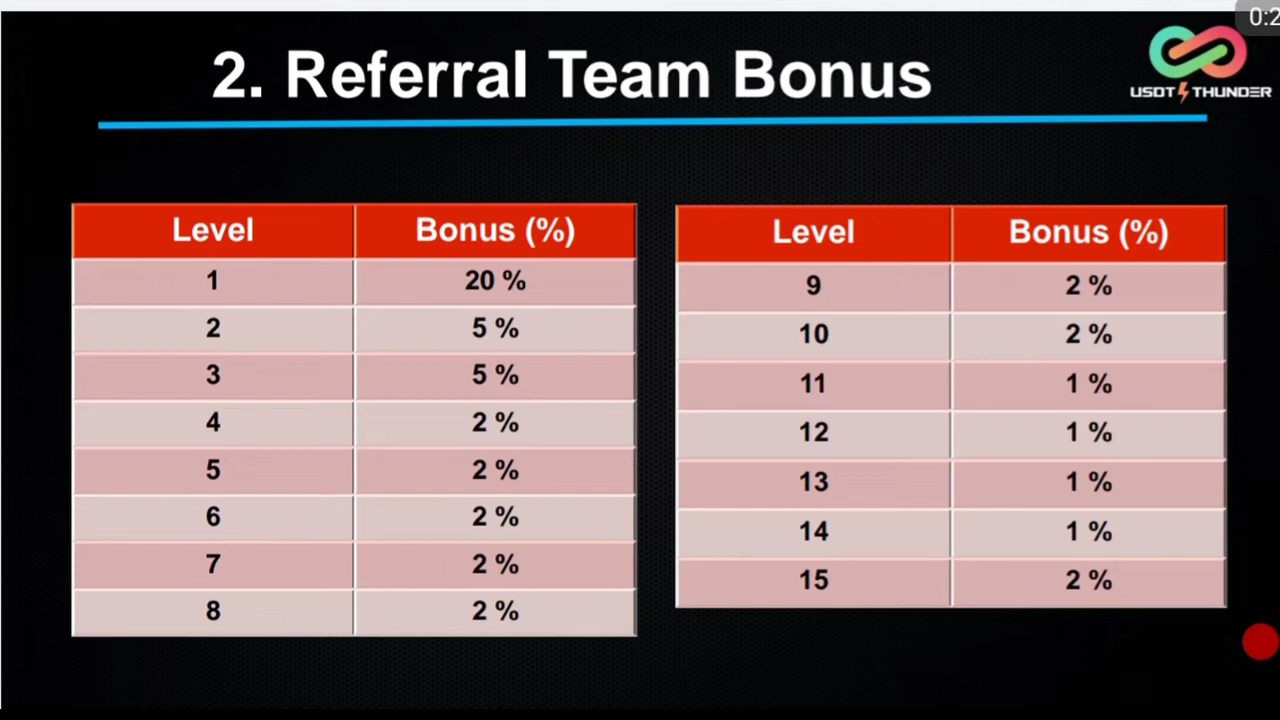 0:2
2. Referral Team Bonus
USDT THUNDER
Level Bonus (%)
1 20 %
2 5 %
3 5 %
4 2 %
5 2 %
6 2 %
7 2 %
8 2 %
Level Bonus (%)
9 2 %
10 2 %
11 1 %
12 1 %
13 1 %
14 1 %
15 2 %